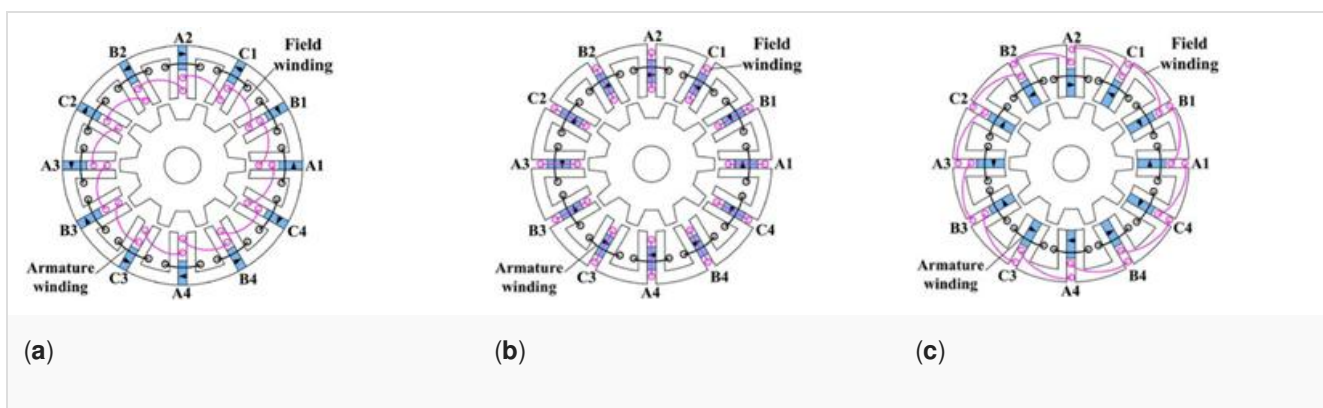 A2
B2
C1
Field
winding
C2
B1
A3
A1
B3
C4
Armature
winding
C3
B4
A4
A2
B2
C1
Field
winding
C2
B1
A3
A1
B3
C4
Armature
winding
C3
B4
A4
A2
B2
C1
Field
winding
C2
B1
A3
A1
B3
C4
Armature
winding
C3
B4
A4
(a)
(b)
(c)